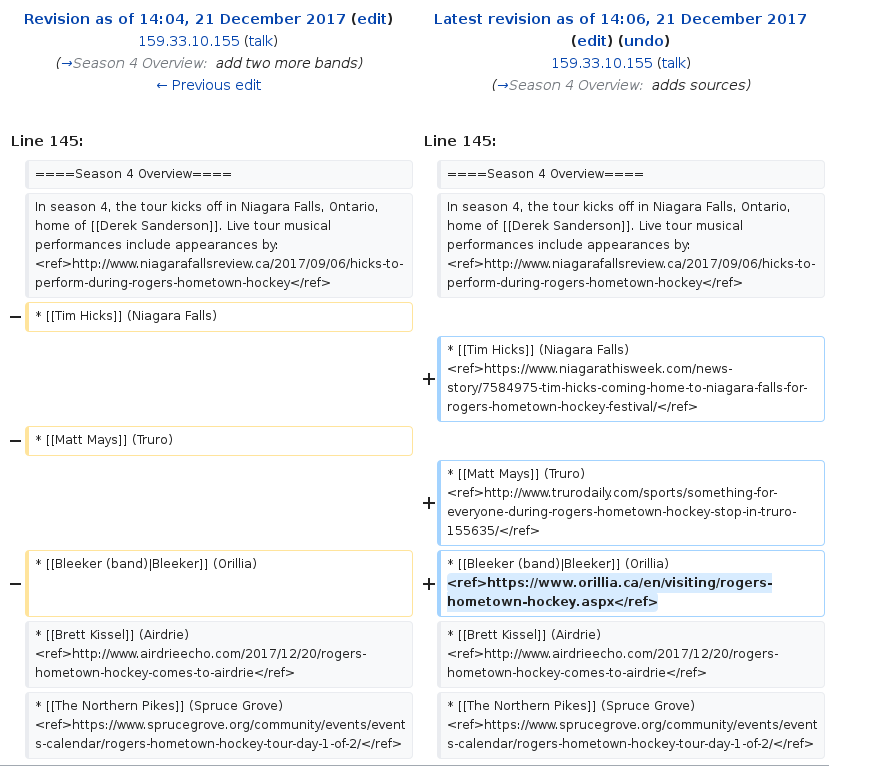 Revision as of 14:04, 21 December 2017 (edit)
159.33.10.155 (talk)
(→Season 4 Overview: add two more bands)
← Previous edit
Latest revision as of 14:06, 21 December 2017
(edit) (undo)
159.33.10.155 (talk)
(→Season 4 Overview: adds sources)
Line 145:
Line 145:
====Season 4 Overview====
====Season 4 Overview====
In season 4, the tour kicks off in Niagara Falls, Ontario,
home of [[Derek Sanderson]]. Live tour musical
performances include appearances by:
<ref>http://www.niagarafallsreview.ca/2017/09/06/hicks-to-
perform-during-rogers-hometown-hockey</ref>
In season 4, the tour kicks off in Niagara Falls, Ontario,
home of [[Derek Sanderson]]. Live tour musical
performances include appearances by:
<ref>http://www.niagarafallsreview.ca/2017/09/06/hicks-to-
perform-during-rogers-hometown-hockey</ref>
− * [[Tim Hicks]] (Niagara Falls)
+ * [[Tim Hicks]] (Niagara Falls)
<ref>https://www.niagarathisweek.com/news-
story/7584975-tim-hicks-coming-home-to-niagara-falls-for-
rogers-hometown-hockey-festival/</ref>
− * [[Matt Mays]] (Truro)
+ * [[Matt Mays]] (Truro)
<ref>http://www.trurodaily.com/sports/something-for-
everyone-during-rogers-hometown-hockey-stop-in-truro-
155635/</ref>
− * [[Bleeker (band)|Bleeker]] (Orillia)
+ * [[Bleeker (band)|Bleeker]] (Orillia)
<ref>https://www.orillia.ca/en/visiting/rogers-
hometown-hockey.aspx</ref>
* [[Brett Kissel]] (Airdrie)
<ref>http://www.airdrieecho.com/2017/12/20/rogers-
hometown-hockey-comes-to-airdrie</ref>
* [[Brett Kissel]] (Airdrie)
<ref>http://www.airdrieecho.com/2017/12/20/rogers-
hometown-hockey-comes-to-airdrie</ref>
* [[The Northern Pikes]] (Spruce Grove)
<ref>https://www.sprucegrove.org/community/events/event
s-calendar/rogers-hometown-hockey-tour-day-1-of-2/</ref>
* [[The Northern Pikes]] (Spruce Grove)
<ref>https://www.sprucegrove.org/community/events/event
s-calendar/rogers-hometown-hockey-tour-day-1-of-2/</ref>